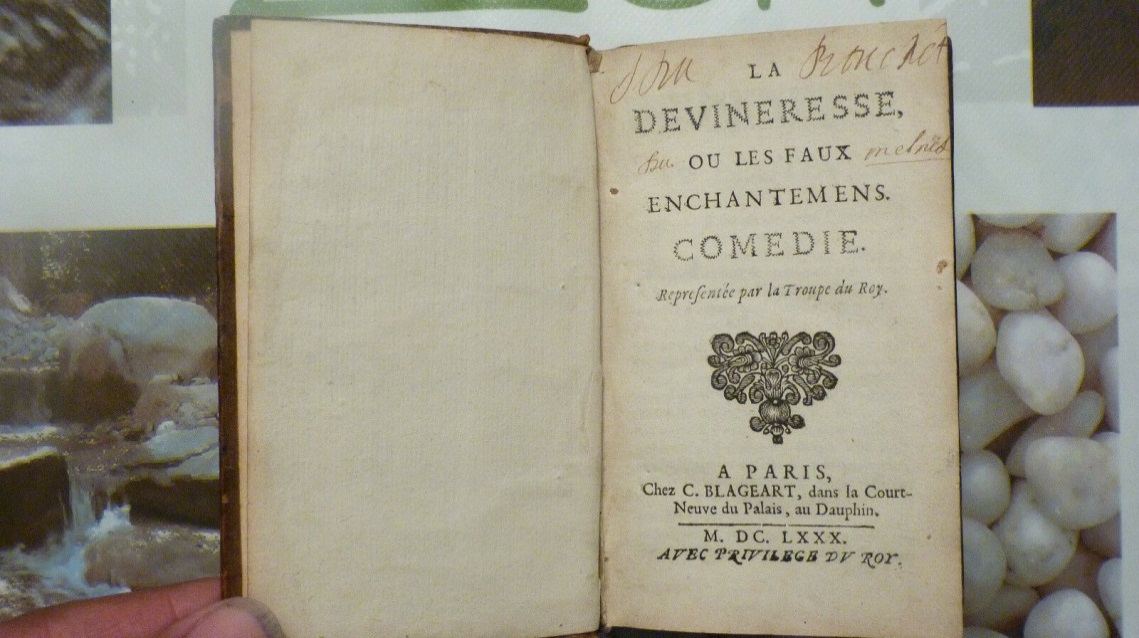 LA
DEVINERESSE,
OU LES FAUX
ENCHANTEMENS.
COMEDIE.
Repreſentée par la Troupe du Roy.
A PARIS,
Chez C. BLAGEART, dans la Court-
Neuve du Palais, au Dauphin.
M. DC. LXXX.
AVEC PRIVILEGE DV ROY.